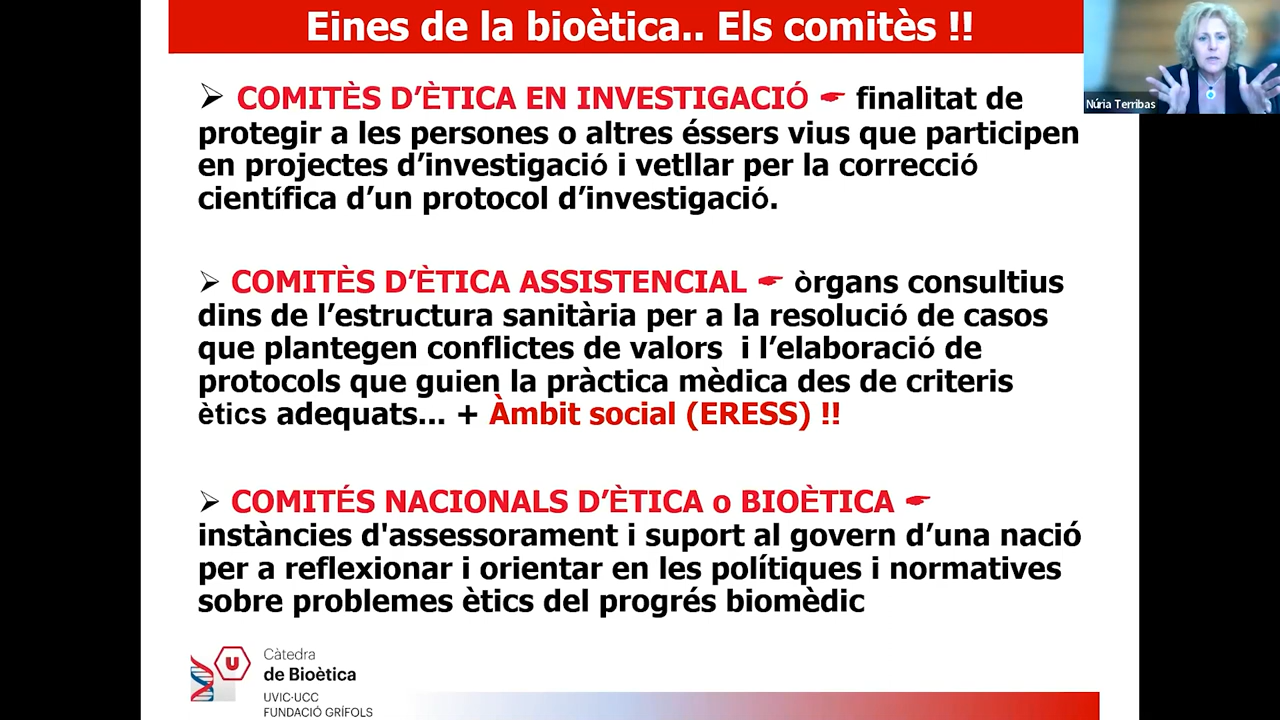 Eines de la bioètica.. Els comitès !!
Núria Terribas
➢ COMITÈS D’ÈTICA EN INVESTIGACIÓ ☛ finalitat de
protegir a les persones o altres éssers vius que participen
en projectes d’investigació i vetllar per la correcció
científica d’un protocol d’investigació.
➢ COMITÈS D’ÈTICA ASSISTENCIAL ☛ òrgans consultius
dins de l’estructura sanitària per a la resolució de casos
que plantegen conflictes de valors i l’elaboració de
protocols que guien la pràctica mèdica des de criteris
ètics adequats... + Àmbit social (ERESS) !!
➢ COMITÉS NACIONALS D’ÈTICA o BIOÈTICA ☛
instàncies d'assessorament i suport al govern d’una nació
per a reflexionar i orientar en les polítiques i normatives
sobre problemes ètics del progrés biomèdic
U
Càtedra
de Bioètica
UVIC·UCC
FUNDACIÓ GRÍFOLS